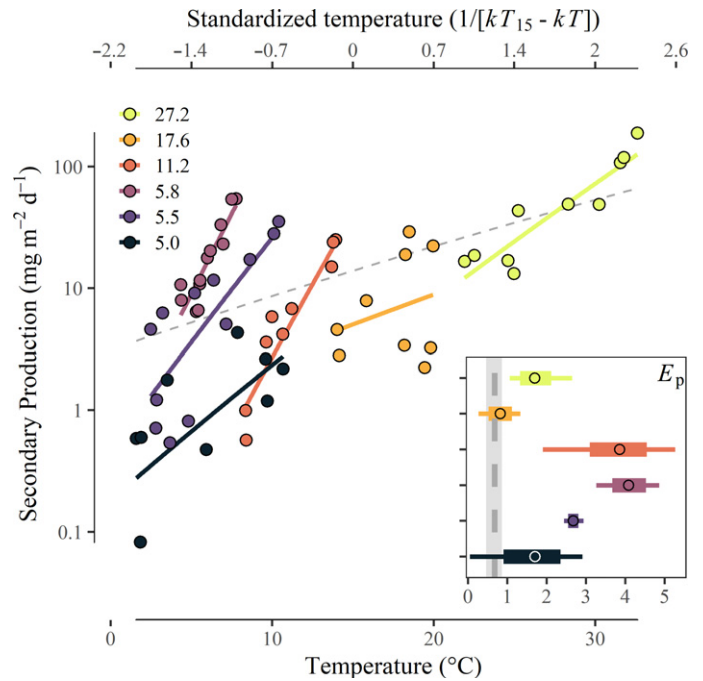 Standardized temperature (1/[kT₁₅ - kT])
−2.2 −1.4 −0.7 0 0.7 1.4 2 2.6
27.2
17.6
11.2
5.8
5.5
5.0
Secondary Production (mg m⁻² d⁻¹)
100
10
1
0.1
Eₚ
0 1 2 3 4 5
0 10 20 30
Temperature (°C)